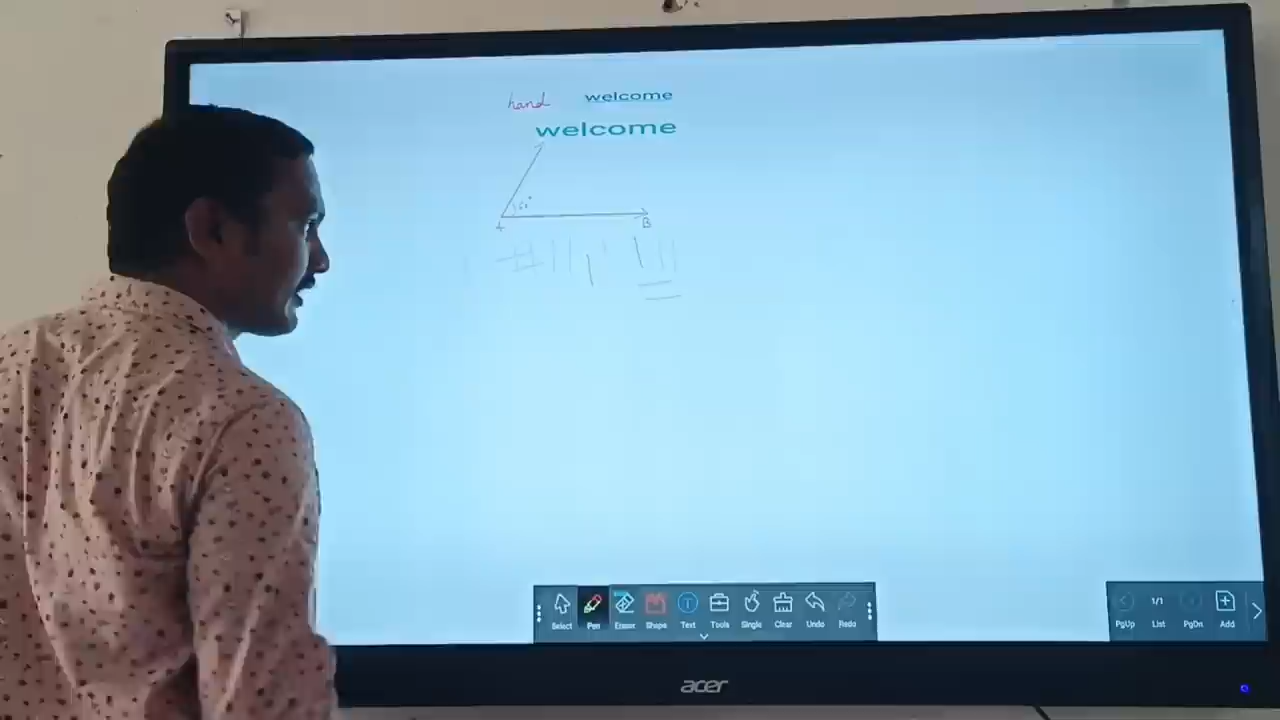 hand welcome
welcome
60°
A B
Select Pen Eraser Shape Text Tools Single Clear Undo Redo
PgUp 1/1 List PgDn Add
acer